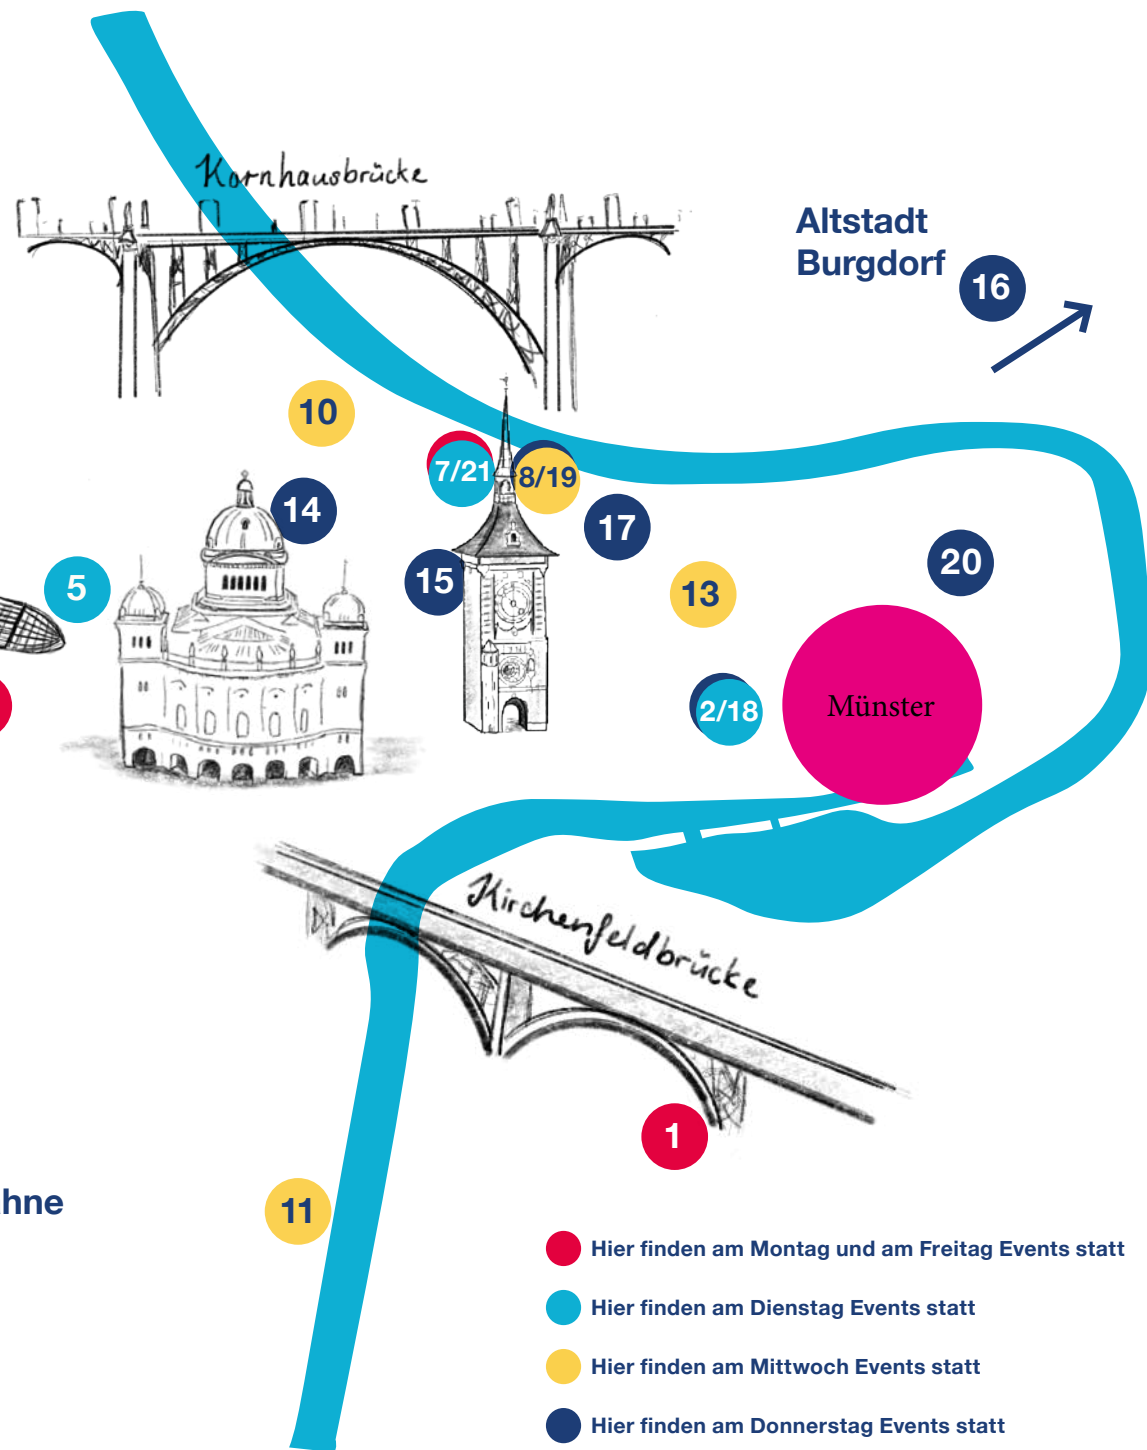 Kornhausbrücke
Altstadt
Burgdorf
16
10
7/21
8/19
14
17
15
5
13
20
2/18
Münster
Kirchenfeldbrücke
1
11
hne
Hier finden am Montag und am Freitag Events statt
Hier finden am Dienstag Events statt
Hier finden am Mittwoch Events statt
Hier finden am Donnerstag Events statt